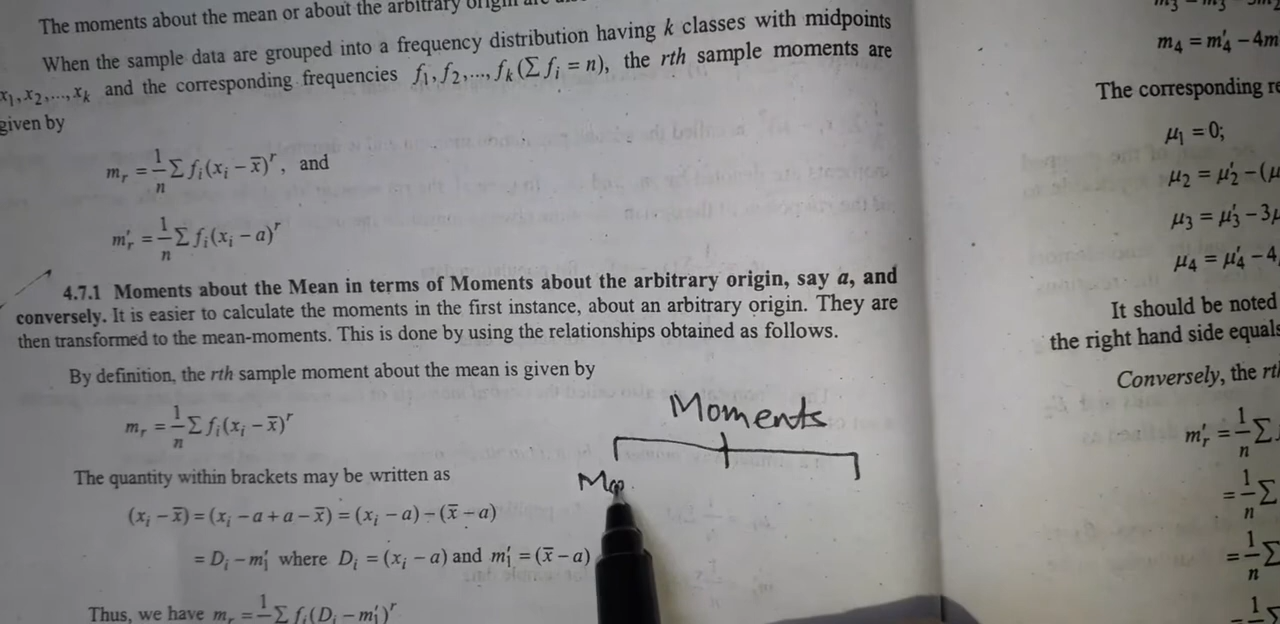 The moments about the mean or about the arbitrary origin are
When the sample data are grouped into a frequency distribution having k classes with midpoints
x₁, x₂,..., xₖ and the corresponding frequencies f₁, f₂,..., fₖ (Σ fᵢ = n), the rth sample moments are
given by
mᵣ = 1/n Σ fᵢ(xᵢ − x̄)ʳ, and
m′ᵣ = 1/n Σ fᵢ(xᵢ − a)ʳ
4.7.1 Moments about the Mean in terms of Moments about the arbitrary origin, say a, and
conversely. It is easier to calculate the moments in the first instance, about an arbitrary origin. They are
then transformed to the mean-moments. This is done by using the relationships obtained as follows.
By definition, the rth sample moment about the mean is given by
mᵣ = 1/n Σ fᵢ(xᵢ − x̄)ʳ
Moments
The quantity within brackets may be written as
(xᵢ − x̄) = (xᵢ − a + a − x̄) = (xᵢ − a) − (x̄ − a)
= Dᵢ − m′₁ where Dᵢ = (xᵢ − a) and m′₁ = (x̄ − a)
Thus, we have mᵣ = 1/n Σ fᵢ(Dᵢ − m′₁)ʳ
m₄ = m′₄ − 4m
The corresponding
μ₁ = 0;
μ₂ = μ′₂ − (μ
μ₃ = μ′₃ − 3μ
μ₄ = μ′₄ − 4
It should be noted
the right hand side equals
Conversely, the rth
m′ᵣ = 1/n Σ
= 1/n Σ
= 1/n Σ